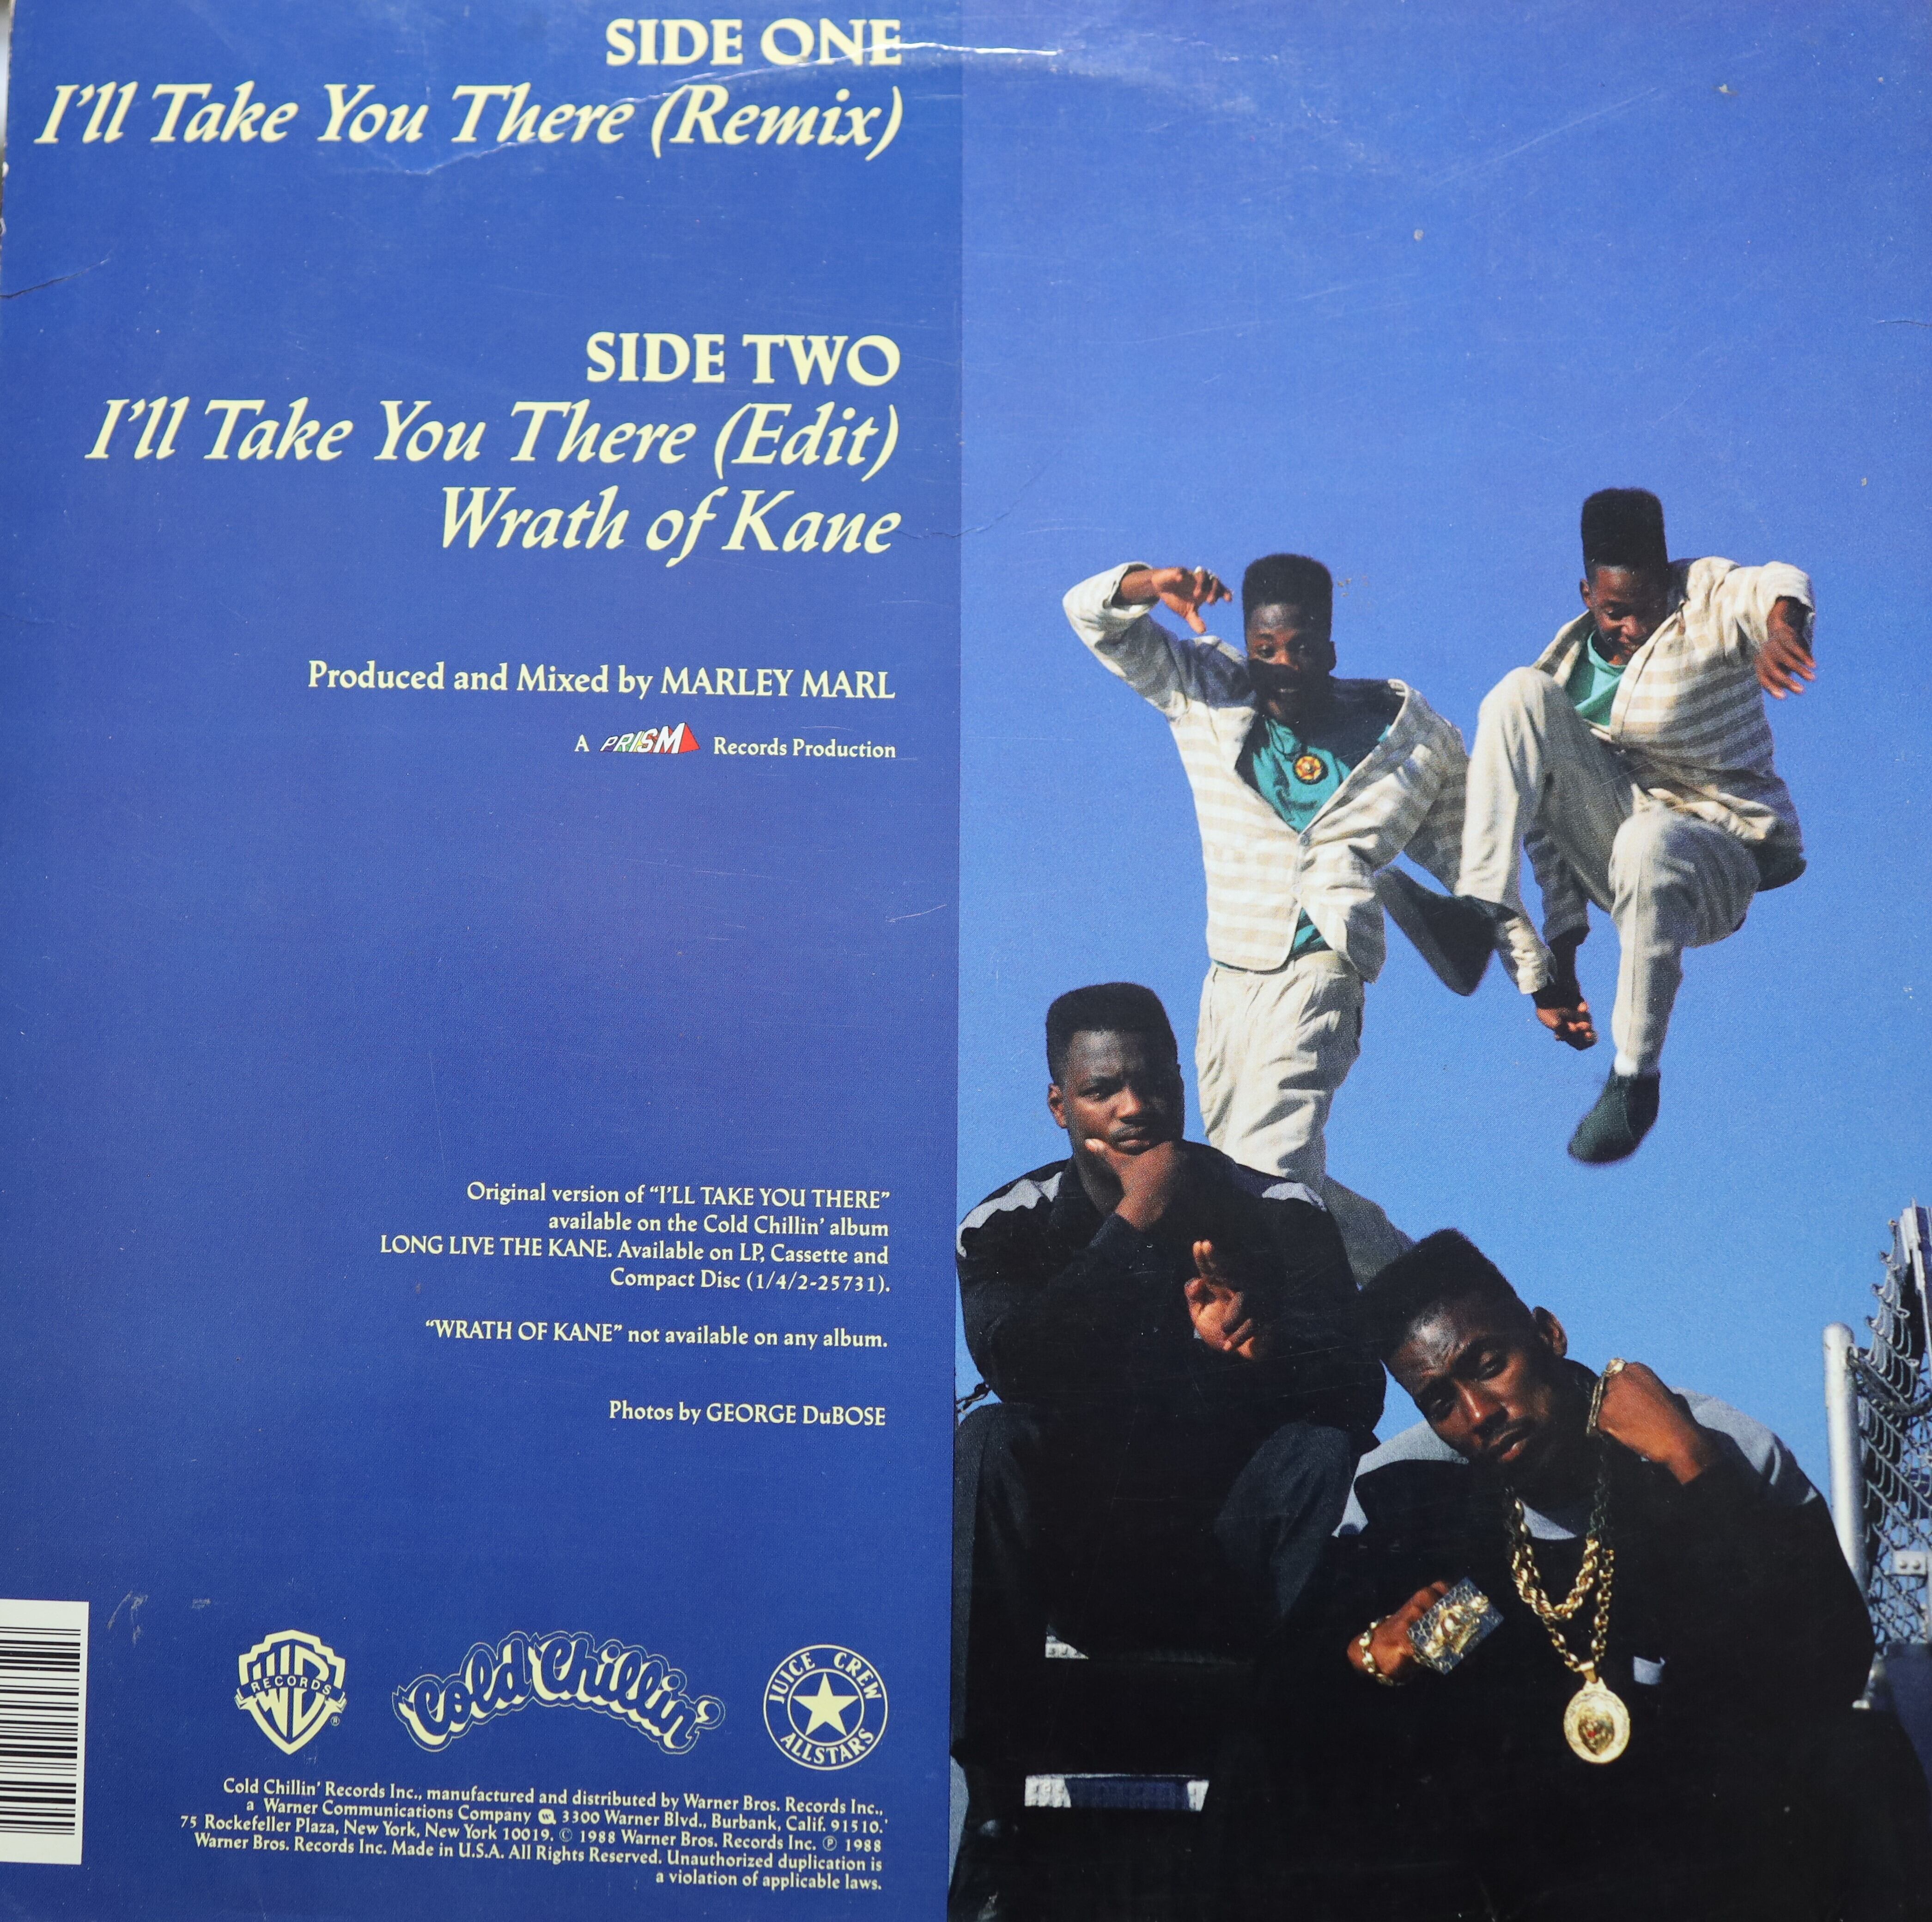 SIDE ONE
I'll Take You There (Remix)
SIDE TWO
I'll Take You There (Edit)
Wrath of Kane
Produced and Mixed by MARLEY MARL
A PRISM Records Production
Original version of “I'LL TAKE YOU THERE”
available on the Cold Chillin' album
LONG LIVE THE KANE. Available on LP, Cassette and
Compact Disc (1/4/2-25731).
“WRATH OF KANE” not available on any album.
Photos by GEORGE DuBOSE
WB RECORDS ®
Cold Chillin'
JUICE CREW ALLSTARS
Cold Chillin' Records Inc., manufactured and distributed by Warner Bros. Records Inc.,
a Warner Communications Company 3300 Warner Blvd., Burbank, Calif. 91510.'
75 Rockefeller Plaza, New York, New York 10019. © 1988 Warner Bros. Records Inc. ℗ 1988
Warner Bros. Records Inc. Made in U.S.A. All Rights Reserved. Unauthorized duplication is
a violation of applicable laws.